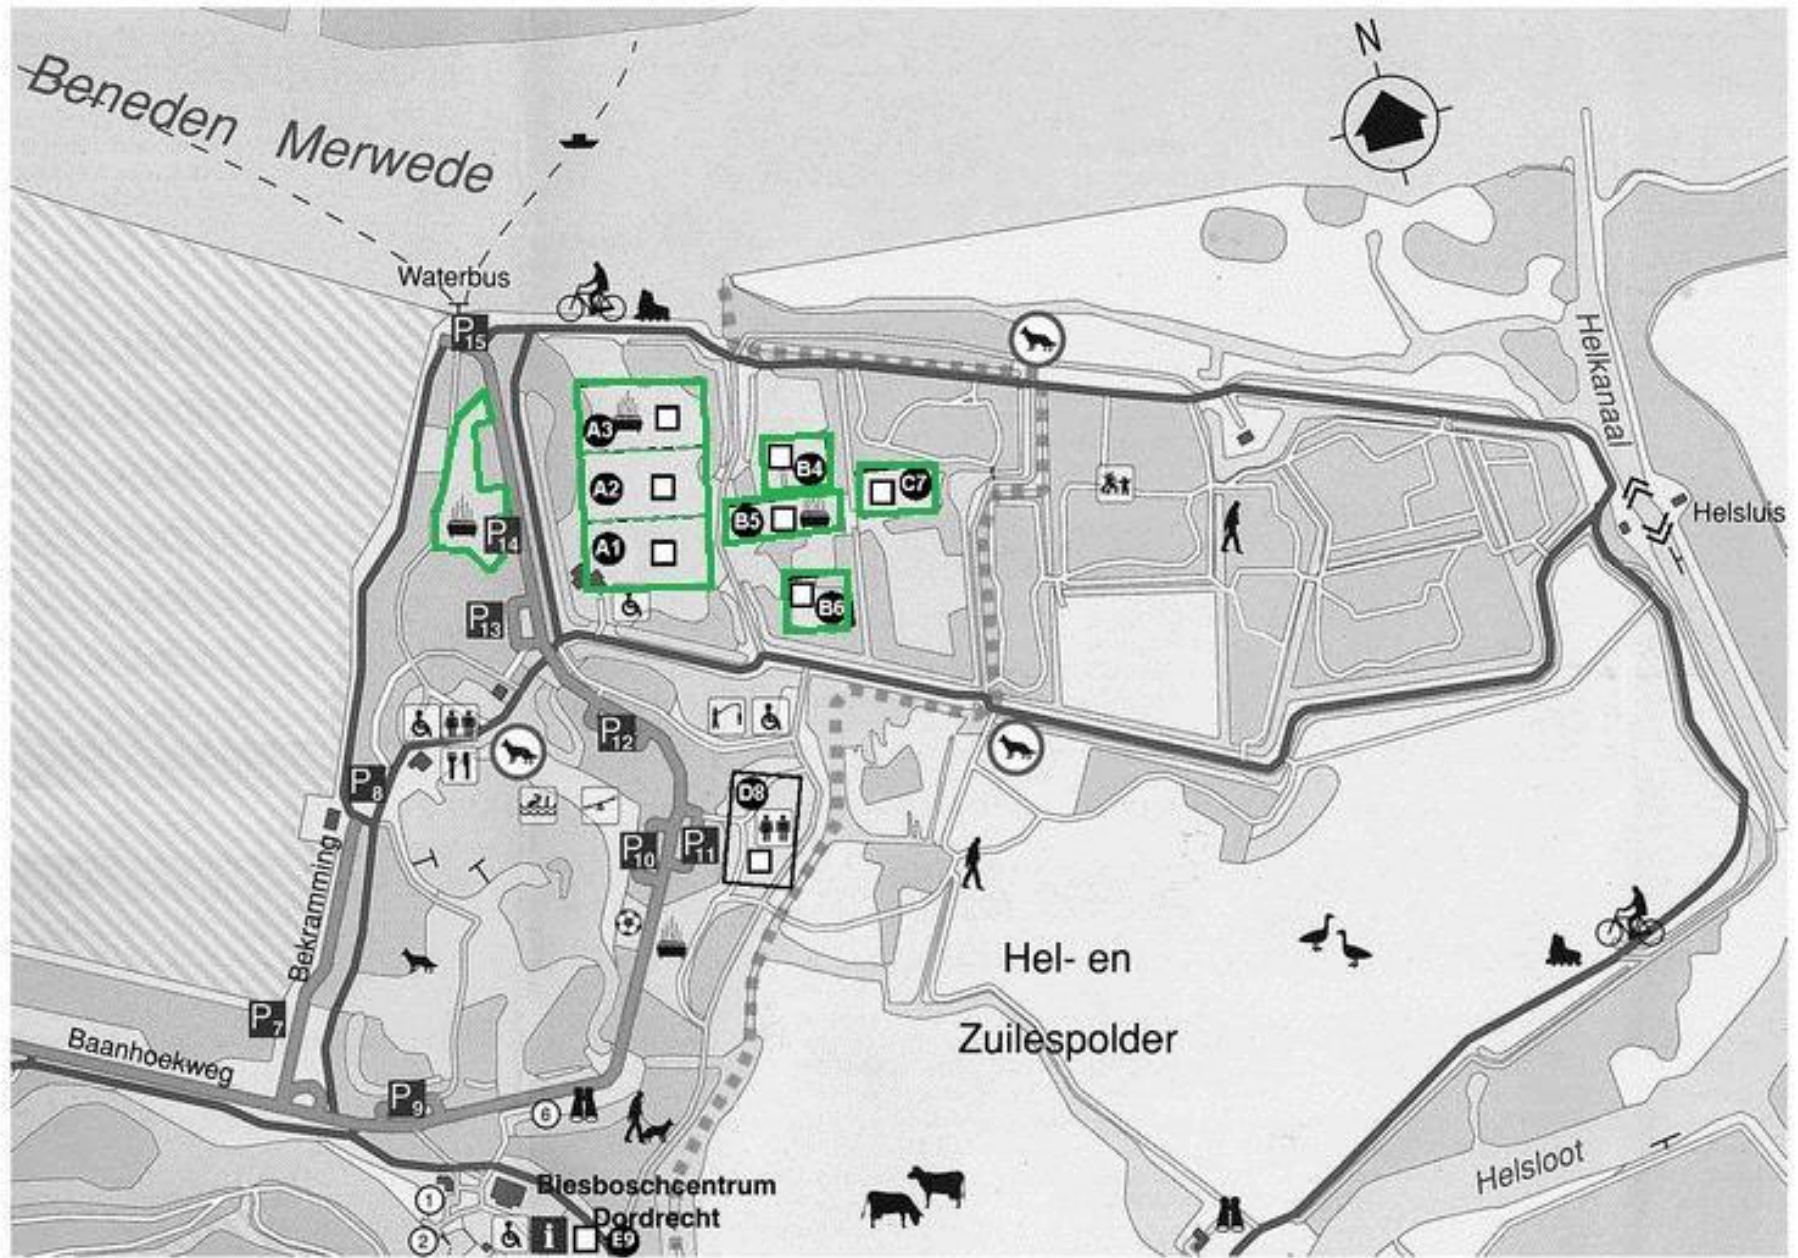 N
Beneden Merwede
Waterbus
P15
Helkanaal
A3
B4
C7
A2
B5
P14
Helsluis
A1
B6
P13
P12
P8
D8
P10
P11
Bekramming
Hel- en
Zuilespolder
P7
Baanhoekweg
P9
6
Helsloot
1
Biesboschcentrum
Dordrecht
2
i
E9